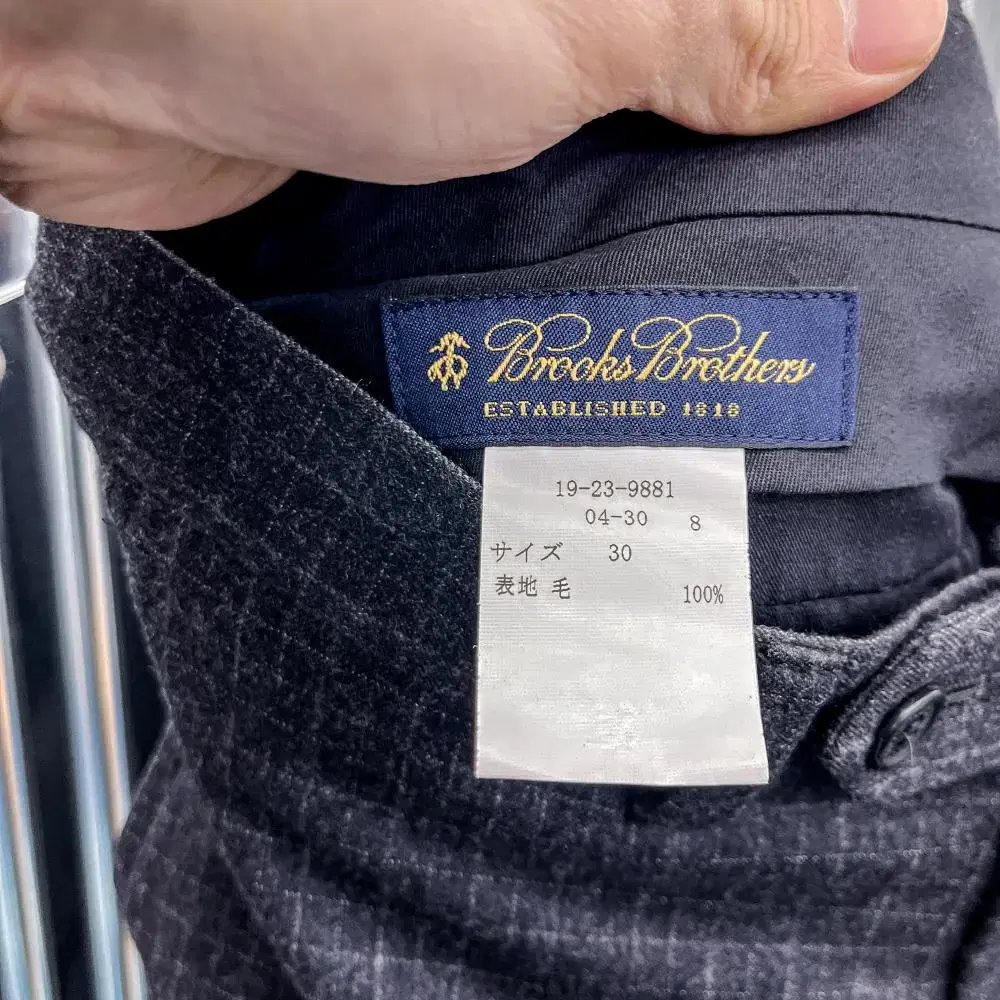 Brooks Brothers
ESTABLISHED 1818
19-23-9881
04-30 8
サイズ 30
表地 毛 100%